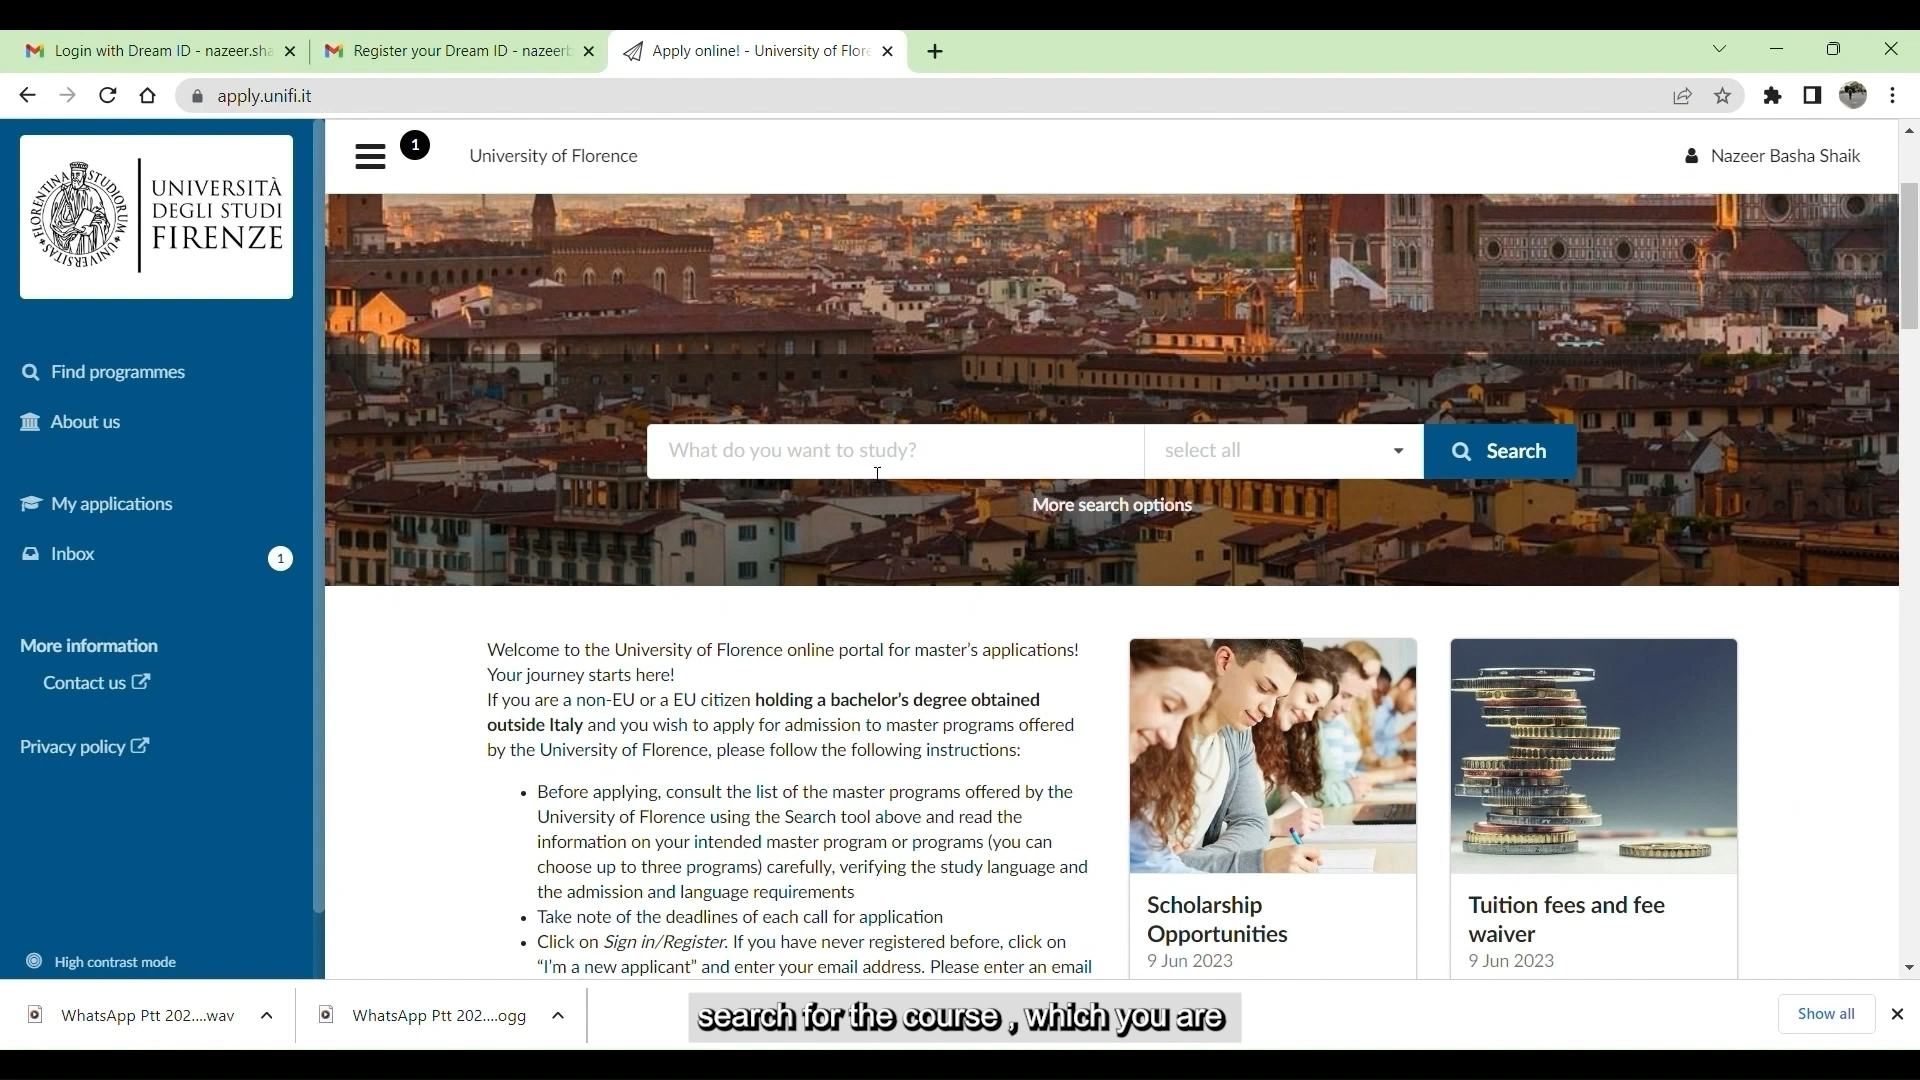 Login with Dream ID - nazeer.sha
Register your Dream ID - nazeerb
Apply online! - University of Flore
apply.unifi.it
FLORENTINA STUDIORUM UNIVERSITAS
UNIVERSITÀ
DEGLI STUDI
FIRENZE
1
University of Florence
Nazeer Basha Shaik
Find programmes
About us
My applications
Inbox
1
More information
Contact us
Privacy policy
High contrast mode
What do you want to study?
select all
Search
More search options
Welcome to the University of Florence online portal for master's applications!
Your journey starts here!
If you are a non-EU or a EU citizen holding a bachelor's degree obtained
outside Italy and you wish to apply for admission to master programs offered
by the University of Florence, please follow the following instructions:
• Before applying, consult the list of the master programs offered by the
University of Florence using the Search tool above and read the
information on your intended master program or programs (you can
choose up to three programs) carefully, verifying the study language and
the admission and language requirements
• Take note of the deadlines of each call for application
• Click on Sign in/Register. If you have never registered before, click on
“I'm a new applicant” and enter your email address. Please enter an email
Scholarship
Opportunities
9 Jun 2023
Tuition fees and fee
waiver
9 Jun 2023
WhatsApp Ptt 202....wav
WhatsApp Ptt 202....ogg
search for the course , which you are
Show all